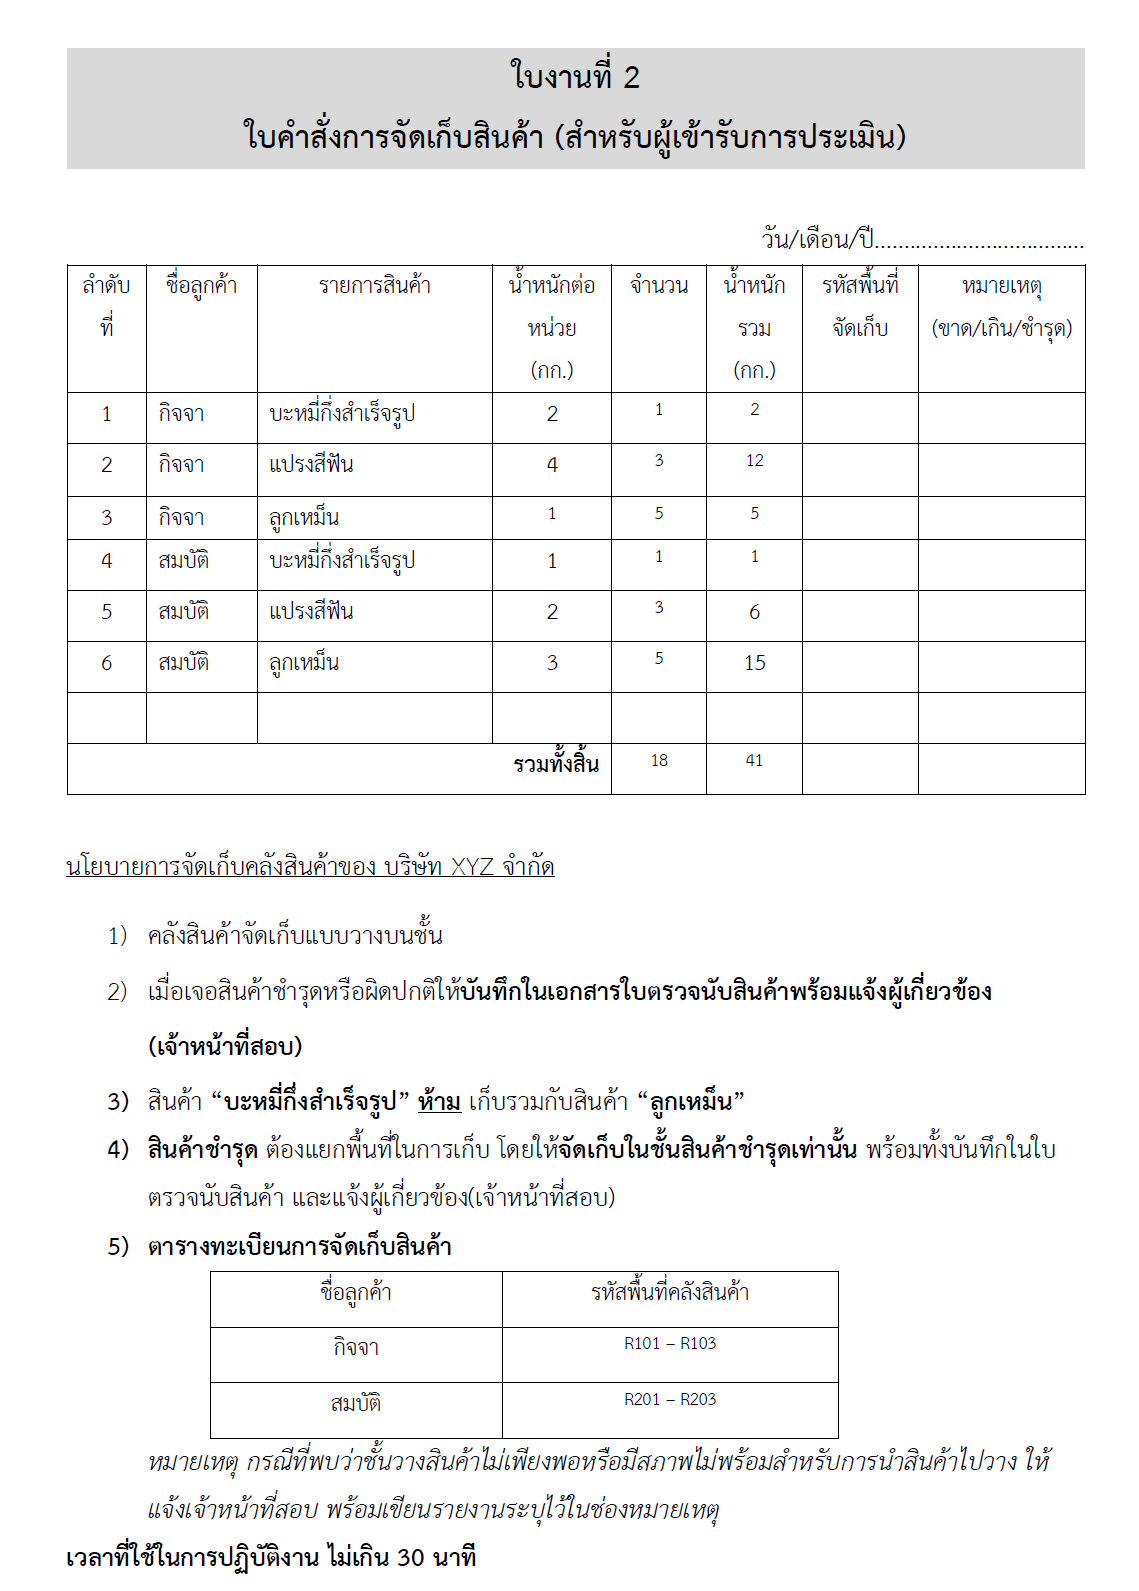 ใบงานที่ 2
ใบคำสั่งการจัดเก็บสินค้า (สำหรับผู้เข้ารับการประเมิน)
วัน/เดือน/ปี...................................
ลำดับที่ ชื่อลูกค้า รายการสินค้า น้ำหนักต่อหน่วย (กก.) จำนวน น้ำหนักรวม (กก.) รหัสพื้นที่จัดเก็บ หมายเหตุ (ขาด/เกิน/ชำรุด)
1 กิจจา บะหมี่กึ่งสำเร็จรูป 2 1 2
2 กิจจา แปรงสีฟัน 4 3 12
3 กิจจา ลูกเหม็น 1 5 5
4 สมบัติ บะหมี่กึ่งสำเร็จรูป 1 1 1
5 สมบัติ แปรงสีฟัน 2 3 6
6 สมบัติ ลูกเหม็น 3 5 15
รวมทั้งสิ้น 18 41
นโยบายการจัดเก็บคลังสินค้าของ บริษัท XYZ จำกัด
1) คลังสินค้าจัดเก็บแบบวางบนชั้น
2) เมื่อเจอสินค้าชำรุดหรือผิดปกติให้บันทึกในเอกสารใบตรวจนับสินค้าพร้อมแจ้งผู้เกี่ยวข้อง
(เจ้าหน้าที่สอบ)
3) สินค้า “บะหมี่กึ่งสำเร็จรูป” ห้าม เก็บรวมกับสินค้า “ลูกเหม็น”
4) สินค้าชำรุด ต้องแยกพื้นที่ในการเก็บ โดยให้จัดเก็บในชั้นสินค้าชำรุดเท่านั้น พร้อมทั้งบันทึกในใบ
ตรวจนับสินค้า และแจ้งผู้เกี่ยวข้อง(เจ้าหน้าที่สอบ)
5) ตารางทะเบียนการจัดเก็บสินค้า
ชื่อลูกค้า รหัสพื้นที่คลังสินค้า
กิจจา R101 – R103
สมบัติ R201 – R203
หมายเหตุ กรณีที่พบว่าชั้นวางสินค้าไม่เพียงพอหรือมีสภาพไม่พร้อมสำหรับการนำสินค้าไปวาง ให้
แจ้งเจ้าหน้าที่สอบ พร้อมเขียนรายงานระบุไว้ในช่องหมายเหตุ
เวลาที่ใช้ในการปฏิบัติงาน ไม่เกิน 30 นาที